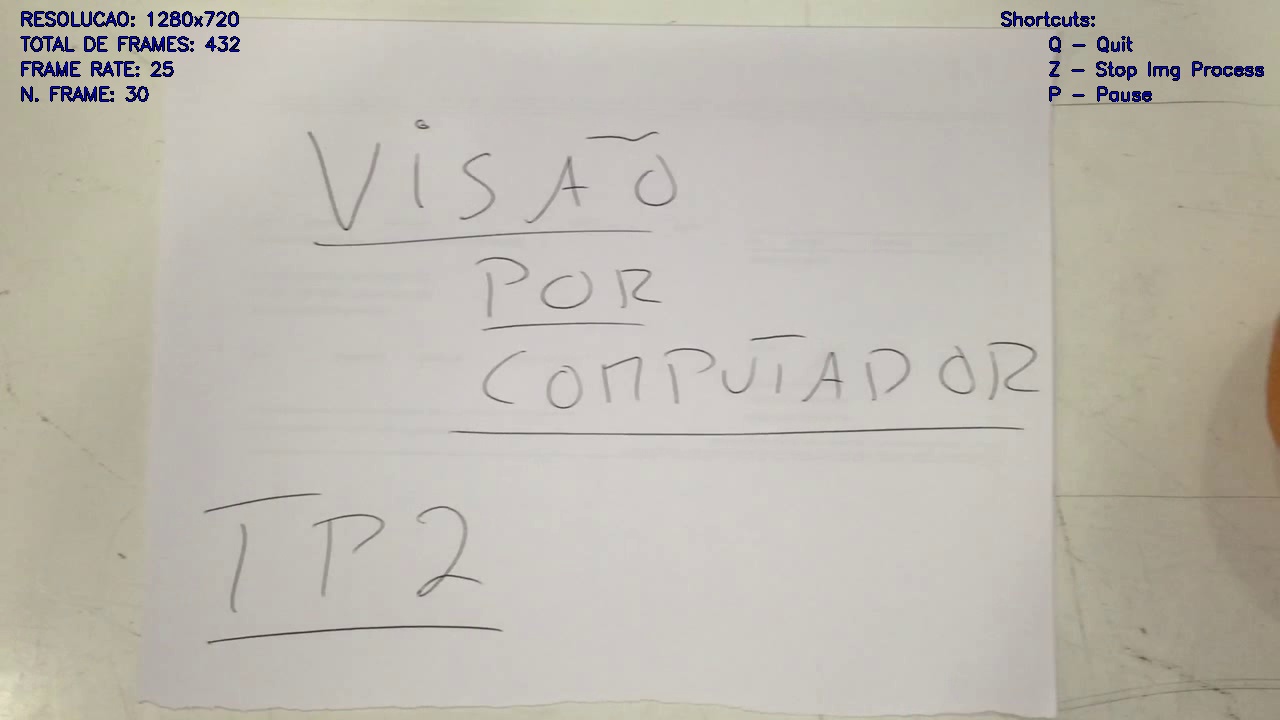 RESOLUCAO: 1280x720
TOTAL DE FRAMES: 432
FRAME RATE: 25
N. FRAME: 30
Shortcuts:
Q - Quit
Z - Stop Img Process
P - Pause
VISÃO
POR
COMPUTADOR
TP2